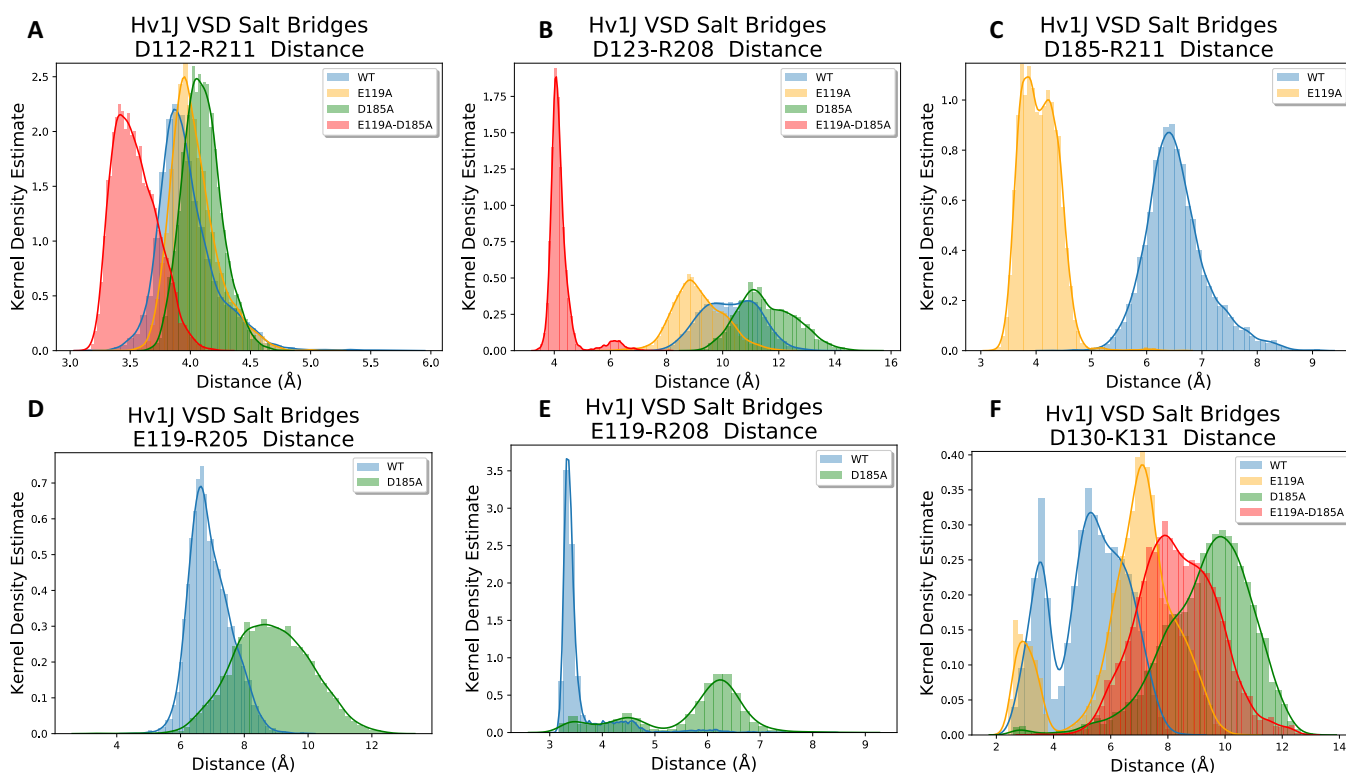 A
Hv1J VSD Salt Bridges
D112-R211 Distance
WT
E119A
D185A
E119A-D185A
Kernel Density Estimate
2.5
2.0
1.5
1.0
0.5
0.0
3.0 3.5 4.0 4.5 5.0 5.5 6.0
Distance (Å)
B
Hv1J VSD Salt Bridges
D123-R208 Distance
WT
E119A
D185A
E119A-D185A
Kernel Density Estimate
1.75
1.50
1.25
1.00
0.75
0.50
0.25
0.00
4 6 8 10 12 14 16
Distance (Å)
C
Hv1J VSD Salt Bridges
D185-R211 Distance
WT
E119A
Kernel Density Estimate
1.0
0.8
0.6
0.4
0.2
0.0
3 4 5 6 7 8 9
Distance (Å)
D
Hv1J VSD Salt Bridges
E119-R205 Distance
WT
D185A
Kernel Density Estimate
0.7
0.6
0.5
0.4
0.3
0.2
0.1
0.0
4 6 8 10 12
Distance (Å)
E
Hv1J VSD Salt Bridges
E119-R208 Distance
WT
D185A
Kernel Density Estimate
3.5
3.0
2.5
2.0
1.5
1.0
0.5
0.0
3 4 5 6 7 8 9
Distance (Å)
F
Hv1J VSD Salt Bridges
D130-K131 Distance
WT
E119A
D185A
E119A-D185A
Kernel Density Estimate
0.40
0.35
0.30
0.25
0.20
0.15
0.10
0.05
0.00
2 4 6 8 10 12 14
Distance (Å)